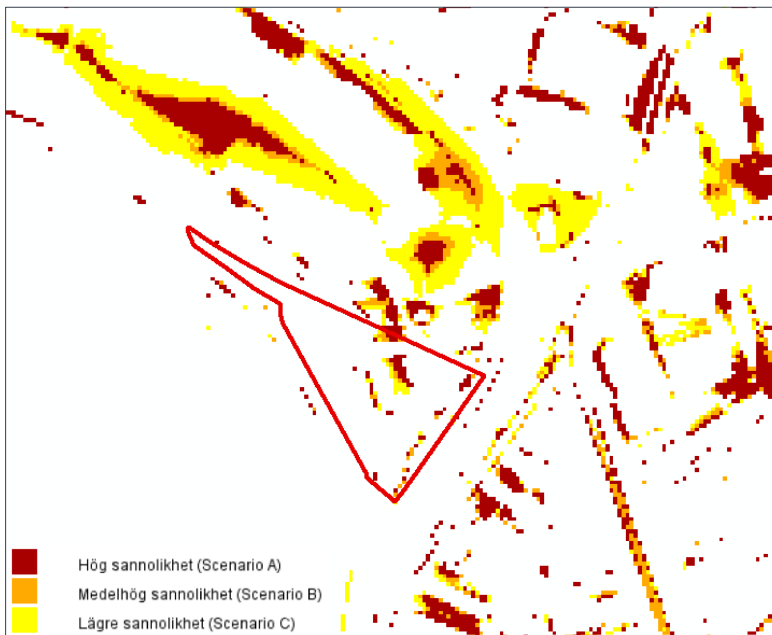 Hög sannolikhet (Scenario A)
Medelhög sannolikhet (Scenario B)
Lägre sannolikhet (Scenario C)